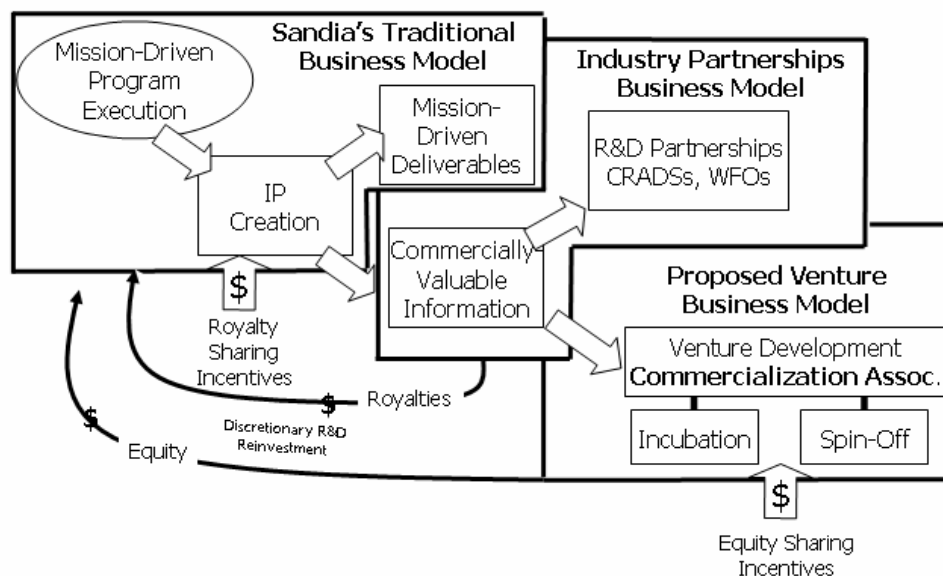 Sandia's Traditional
Business Model
Mission-Driven
Program
Execution
Mission-
Driven
Deliverables
IP
Creation
Industry Partnerships
Business Model
R&D Partnerships
CRADSs, WFOs
Commercially-
Valuable
Information
Proposed Venture
Business Model
Venture Development
Commercialization Assoc.
Incubation
Spin-Off
$
Royalty
Sharing
Incentives
Royalties
$
Discretionary R&D
Reinvestment
$
Equity
$
Equity Sharing
Incentives